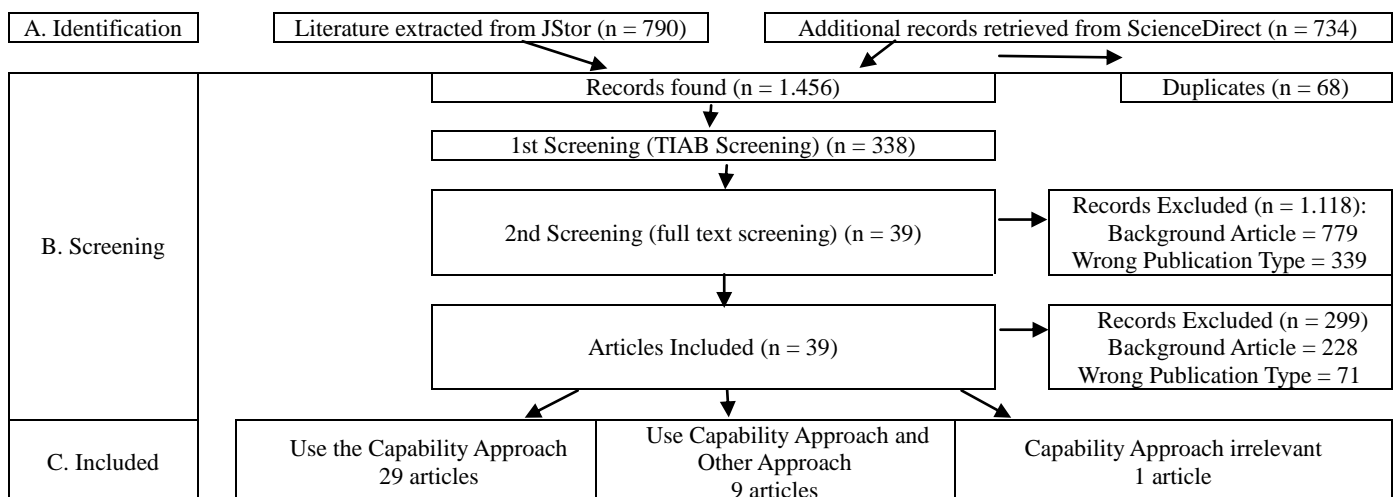 A. Identification
Literature extracted from JStor (n = 790)
Additional records retrieved from ScienceDirect (n = 734)
Records found (n = 1.456)
Duplicates (n = 68)
1st Screening (TIAB Screening) (n = 338)
B. Screening
2nd Screening (full text screening) (n = 39)
Records Excluded (n = 1.118):
Background Article = 779
Wrong Publication Type = 339
Articles Included (n = 39)
Records Excluded (n = 299)
Background Article = 228
Wrong Publication Type = 71
C. Included
Use the Capability Approach
29 articles
Use Capability Approach and
Other Approach
9 articles
Capability Approach irrelevant
1 article